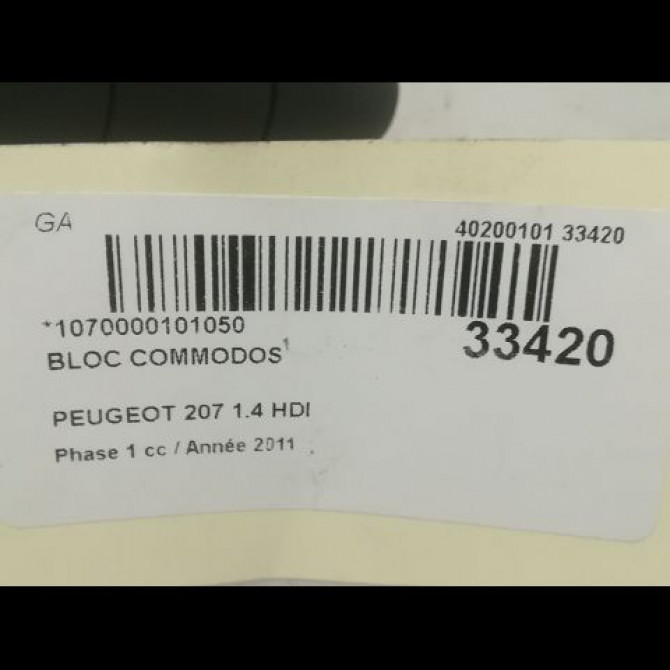 GA
40200101 33420
*1070000101050
33420
BLOC COMMODOS1
PEUGEOT 207 1.4 HDI
Phase 1 cc / Année 2011